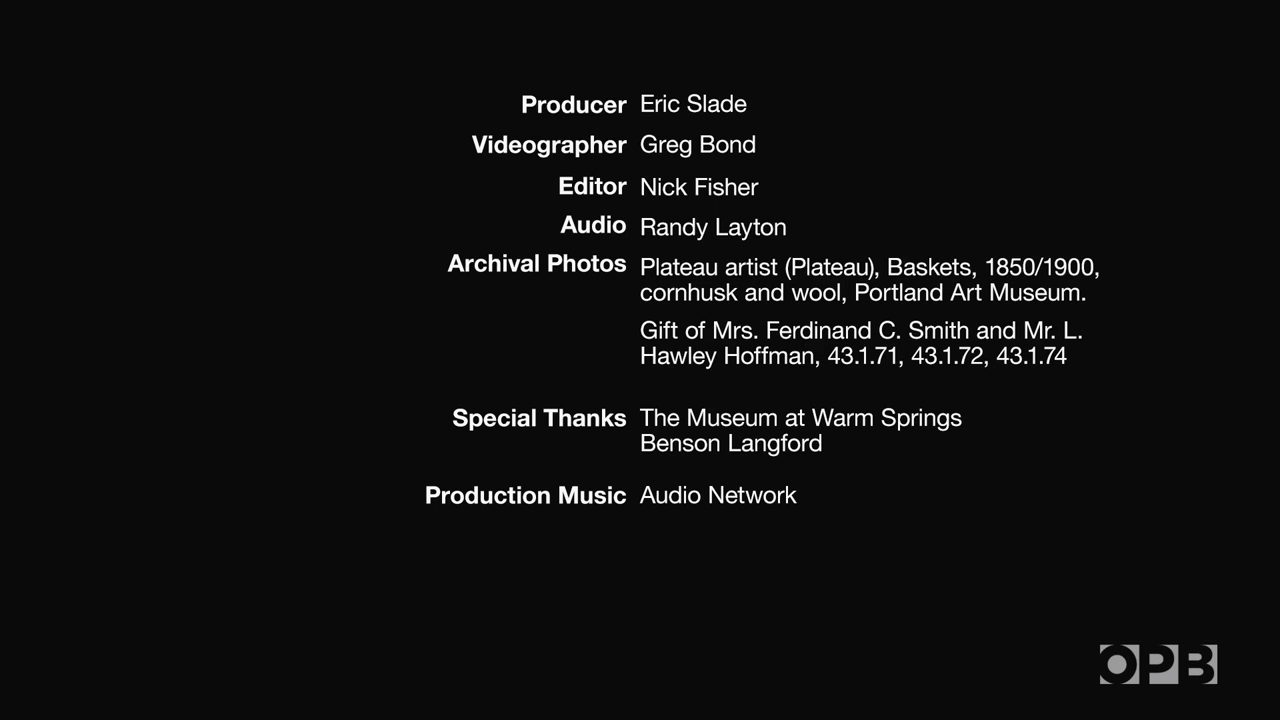 Producer Eric Slade
Videographer Greg Bond
Editor Nick Fisher
Audio Randy Layton
Archival Photos Plateau artist (Plateau), Baskets, 1850/1900,
cornhusk and wool, Portland Art Museum.
Gift of Mrs. Ferdinand C. Smith and Mr. L.
Hawley Hoffman, 43.1.71, 43.1.72, 43.1.74
Special Thanks The Museum at Warm Springs
Benson Langford
Production Music Audio Network
OPB